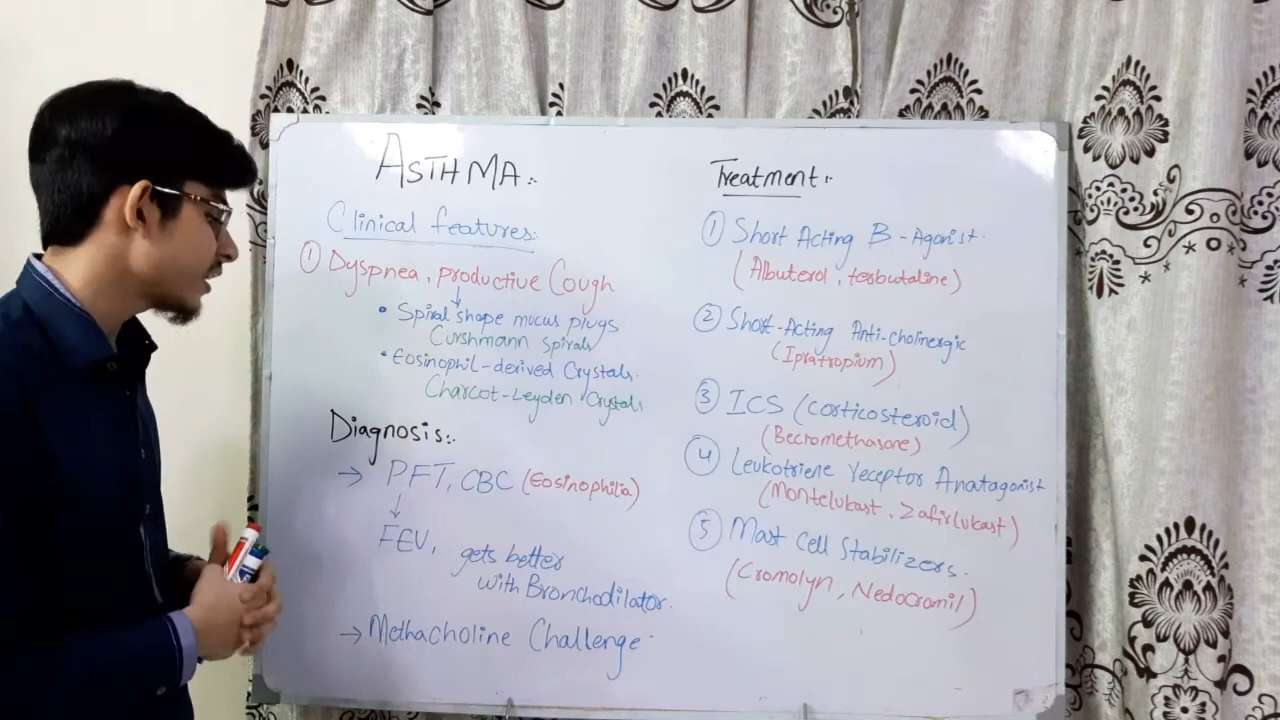 ASTHMA:-
Clinical features:-
① Dyspnea, productive Cough
↓
• Spiral shape mucus plugs
Curshmann spirals
• Eosinophil-derived Crystals.
Charcot-Leyden Crystals.
Diagnosis:-
→ PFT, CBC (Eosinophilia)
↓
FEV1 gets better
with Bronchodilator.
→ Methacholine Challenge.
Treatment:-
① Short Acting B-Agonist.
(Albuterol, terbutaline)
② Short-Acting Anti-cholinergic
(Ipratropium)
③ ICS (corticosteroid)
(Becromethasone)
④ Leukotriene receptor Anatagonist
(Montelukast, Zafirlukast)
⑤ Mast Cell Stabilizers.
(Cromolyn, Nedocromil)